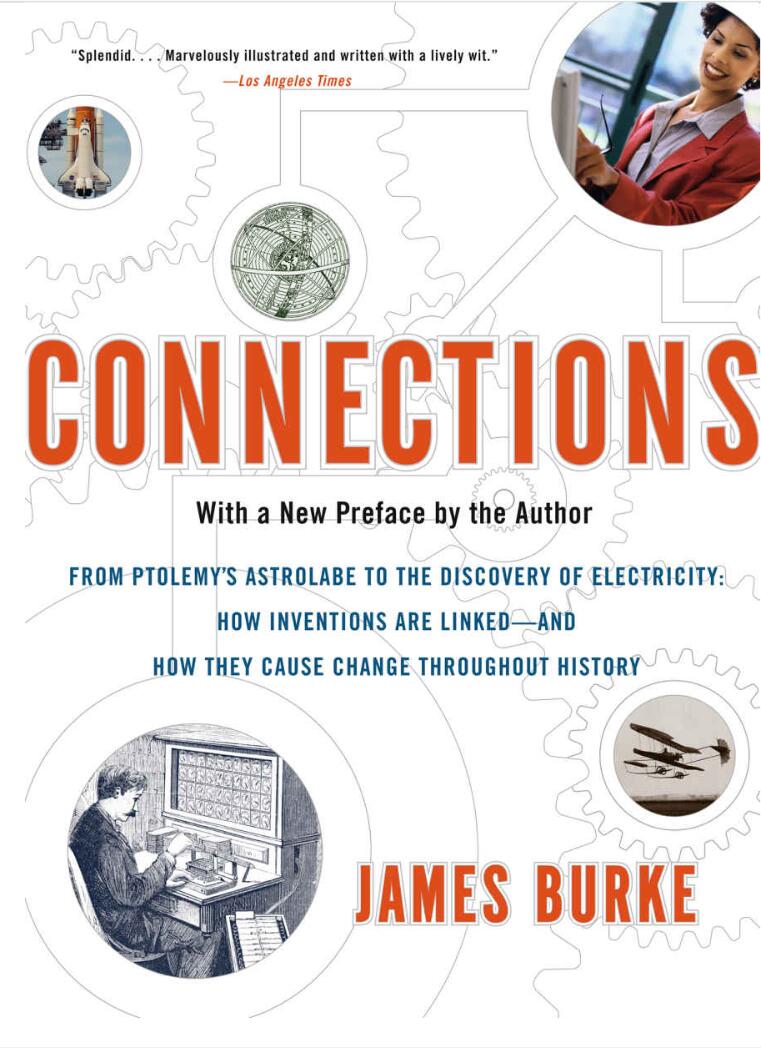 “Splendid. . . . Marvelously illustrated and written with a lively wit.”
—Los Angeles Times
CONNECTIONS
With a New Preface by the Author
FROM PTOLEMY’S ASTROLABE TO THE DISCOVERY OF ELECTRICITY:
HOW INVENTIONS ARE LINKED—AND
HOW THEY CAUSE CHANGE THROUGHOUT HISTORY
JAMES BURKE